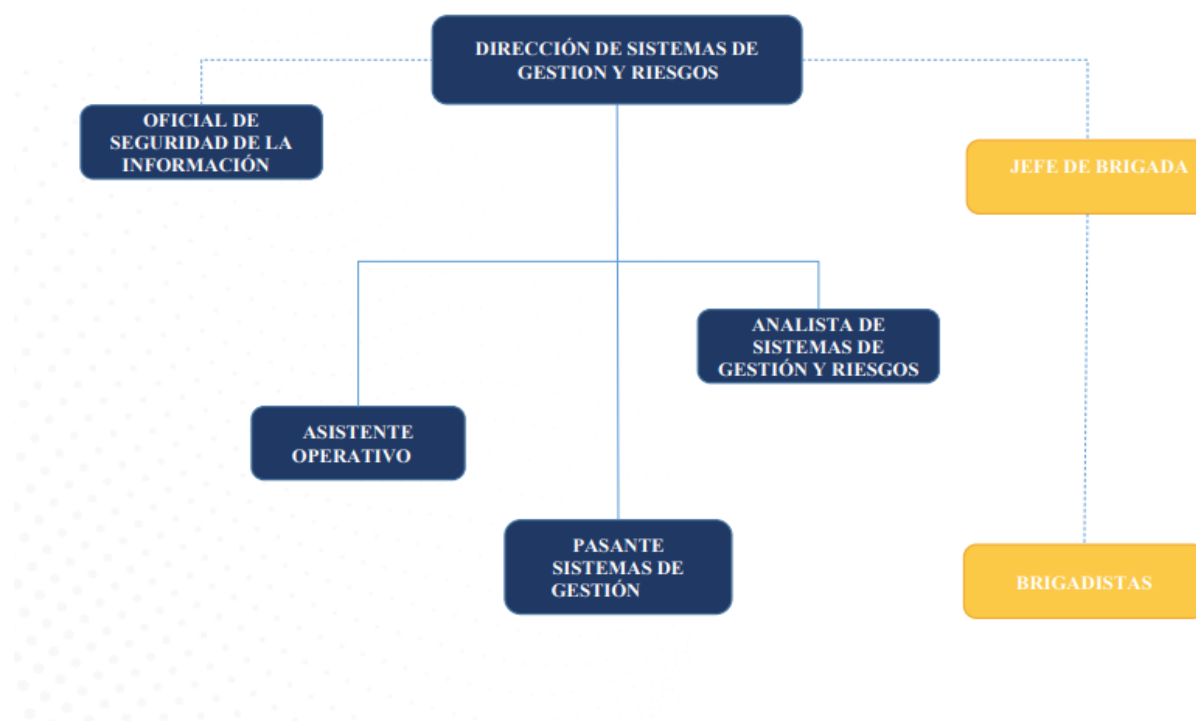 DIRECCIÓN DE SISTEMAS DE
GESTION Y RIESGOS
OFICIAL DE
SEGURIDAD DE LA
INFORMACIÓN
JEFE DE BRIGADA
ANALISTA DE
SISTEMAS DE
GESTIÓN Y RIESGOS
ASISTENTE
OPERATIVO
PASANTE
SISTEMAS DE
GESTIÓN
BRIGADISTAS